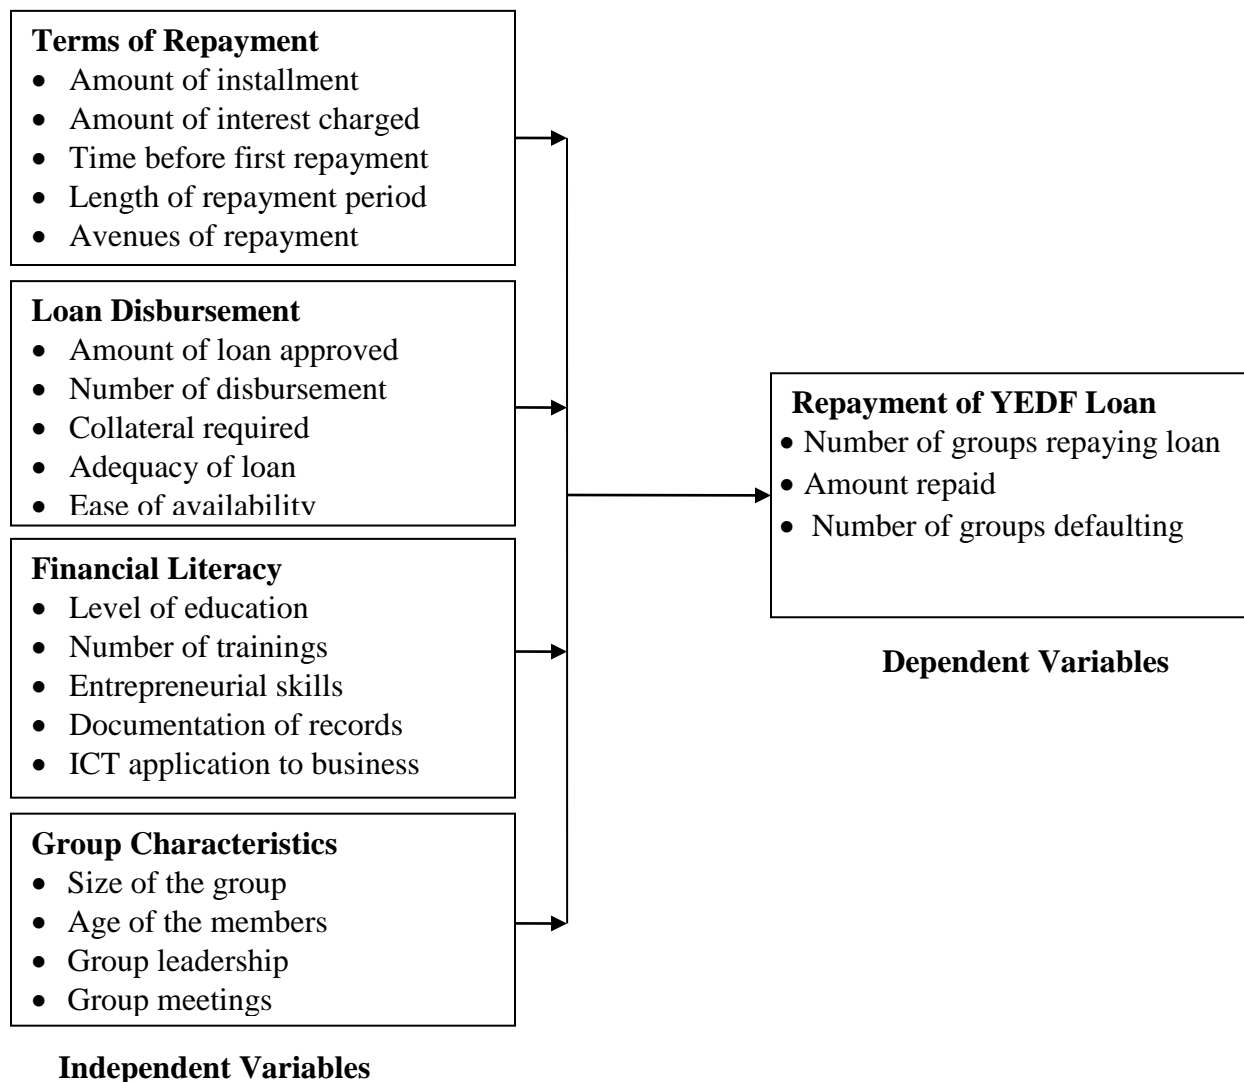 Terms of Repayment
• Amount of installment
• Amount of interest charged
• Time before first repayment
• Length of repayment period
• Avenues of repayment
Loan Disbursement
• Amount of loan approved
• Number of disbursement
• Collateral required
• Adequacy of loan
• Ease of availability
Financial Literacy
• Level of education
• Number of trainings
• Entrepreneurial skills
• Documentation of records
• ICT application to business
Group Characteristics
• Size of the group
• Age of the members
• Group leadership
• Group meetings
Independent Variables
Repayment of YEDF Loan
• Number of groups repaying loan
• Amount repaid
• Number of groups defaulting
Dependent Variables